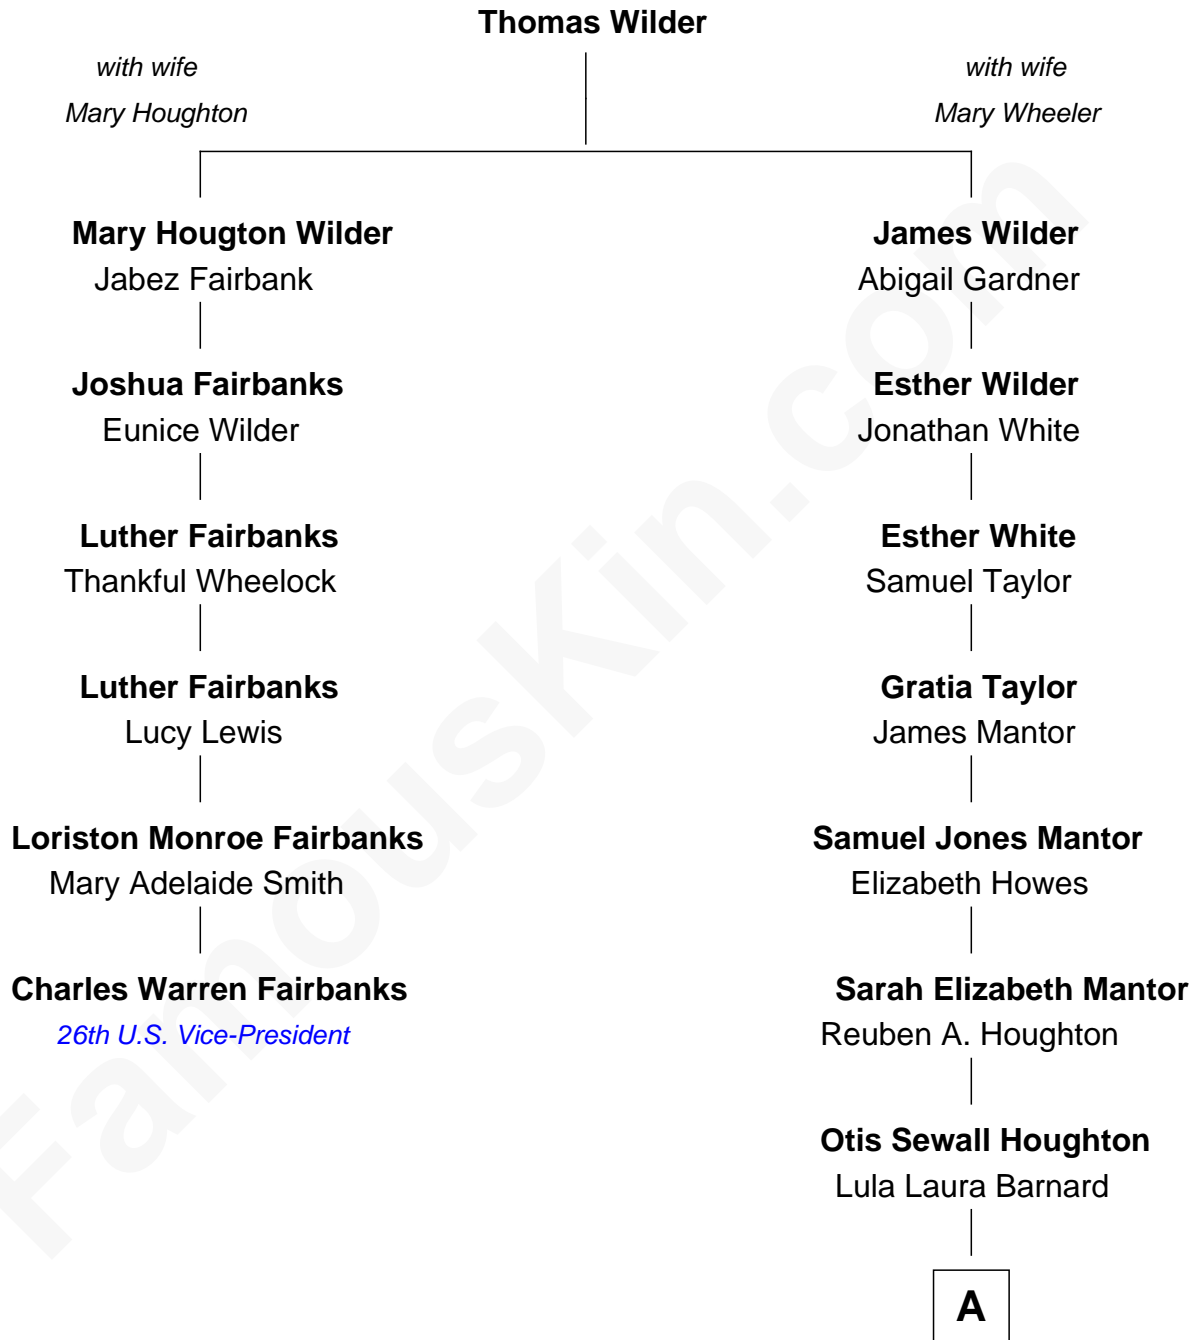 Thomas Wilder
with wife
Mary Houghton
with wife
Mary Wheeler
Mary Hougton Wilder
Jabez Fairbank
James Wilder
Abigail Gardner
Joshua Fairbanks
Eunice Wilder
Esther Wilder
Jonathan White
Luther Fairbanks
Thankful Wheelock
Esther White
Samuel Taylor
Luther Fairbanks
Lucy Lewis
Gratia Taylor
James Mantor
Loriston Monroe Fairbanks
Mary Adelaide Smith
Samuel Jones Mantor
Elizabeth Howes
Charles Warren Fairbanks
26th U.S. Vice-President
Sarah Elizabeth Mantor
Reuben A. Houghton
Otis Sewall Houghton
Lula Laura Barnard
A
FamousKin.com